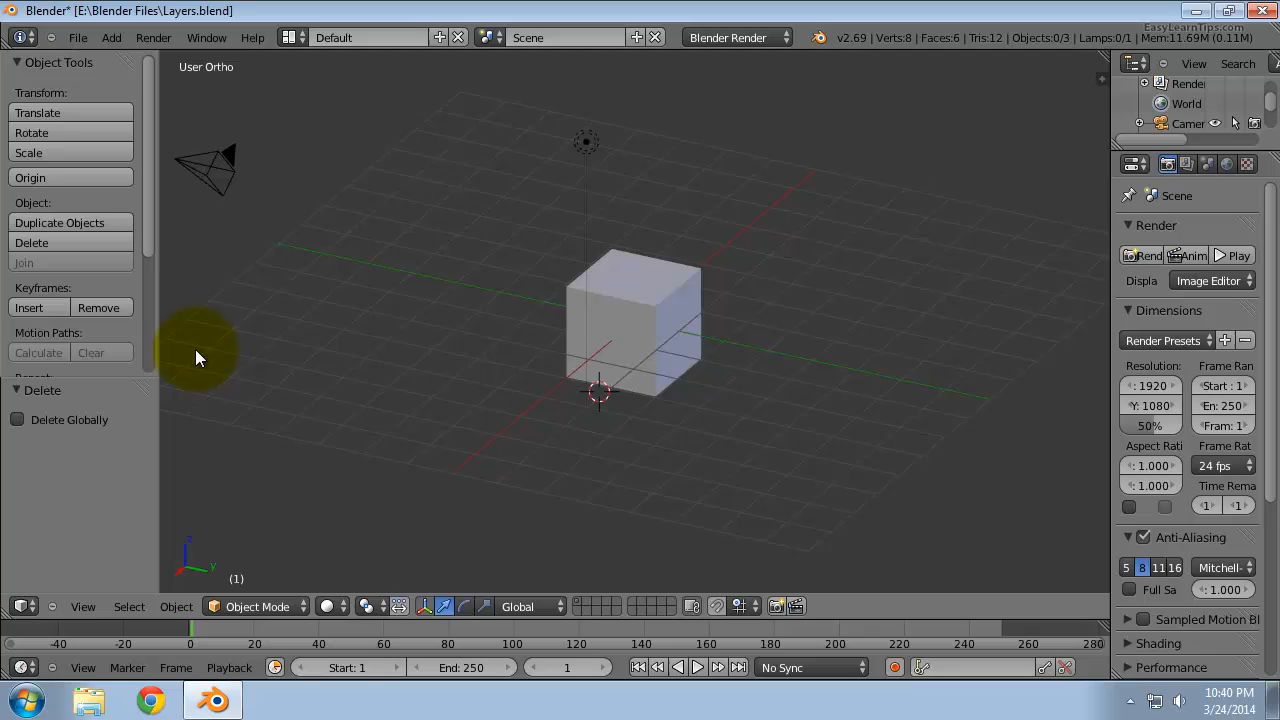 Blender* [E:\Blender Files\Layers.blend]
EasyLearnTips.com
File Add Render Window Help Default Scene Blender Render v2.69 | Verts:8 | Faces:6 | Tris:12 | Objects:0/3 | Lamps:0/1 | Mem:11.69M (0.11M)
Object Tools
Transform:
Translate
Rotate
Scale
Origin
Object:
Duplicate Objects
Delete
Join
Keyframes:
Insert Remove
Motion Paths:
Calculate Clear
Delete
Delete Globally
User Ortho
z
y
(1)
View Select Object Object Mode Global
View Search
Render
World
Camer
Scene
Render
Rend Anim Play
Displa Image Editor
Dimensions
Render Presets
Resolution: Frame Ran
: 1920 Start : 1
Y: 1080 En: 250
50% Fram: 1
Aspect Rati Frame Rat
: 1.000 24 fps
: 1.000 Time Rema
1 1
Anti-Aliasing
5 8 11 16 Mitchell-
Full Sa : 1.000
Sampled Motion Bl
Shading
Performance
-40 -20 0 20 40 60 80 100 120 140 160 180 200 220 240 260 280
View Marker Frame Playback Start: 1 End: 250 1 No Sync
10:40 PM
3/24/2014